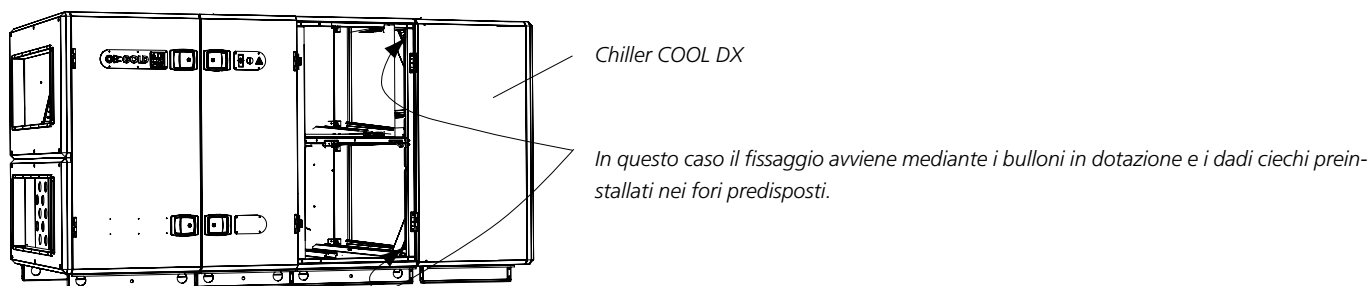 GOLD
Chiller COOL DX
In questo caso il fissaggio avviene mediante i bulloni in dotazione e i dadi ciechi prein-
stallati nei fori predisposti.